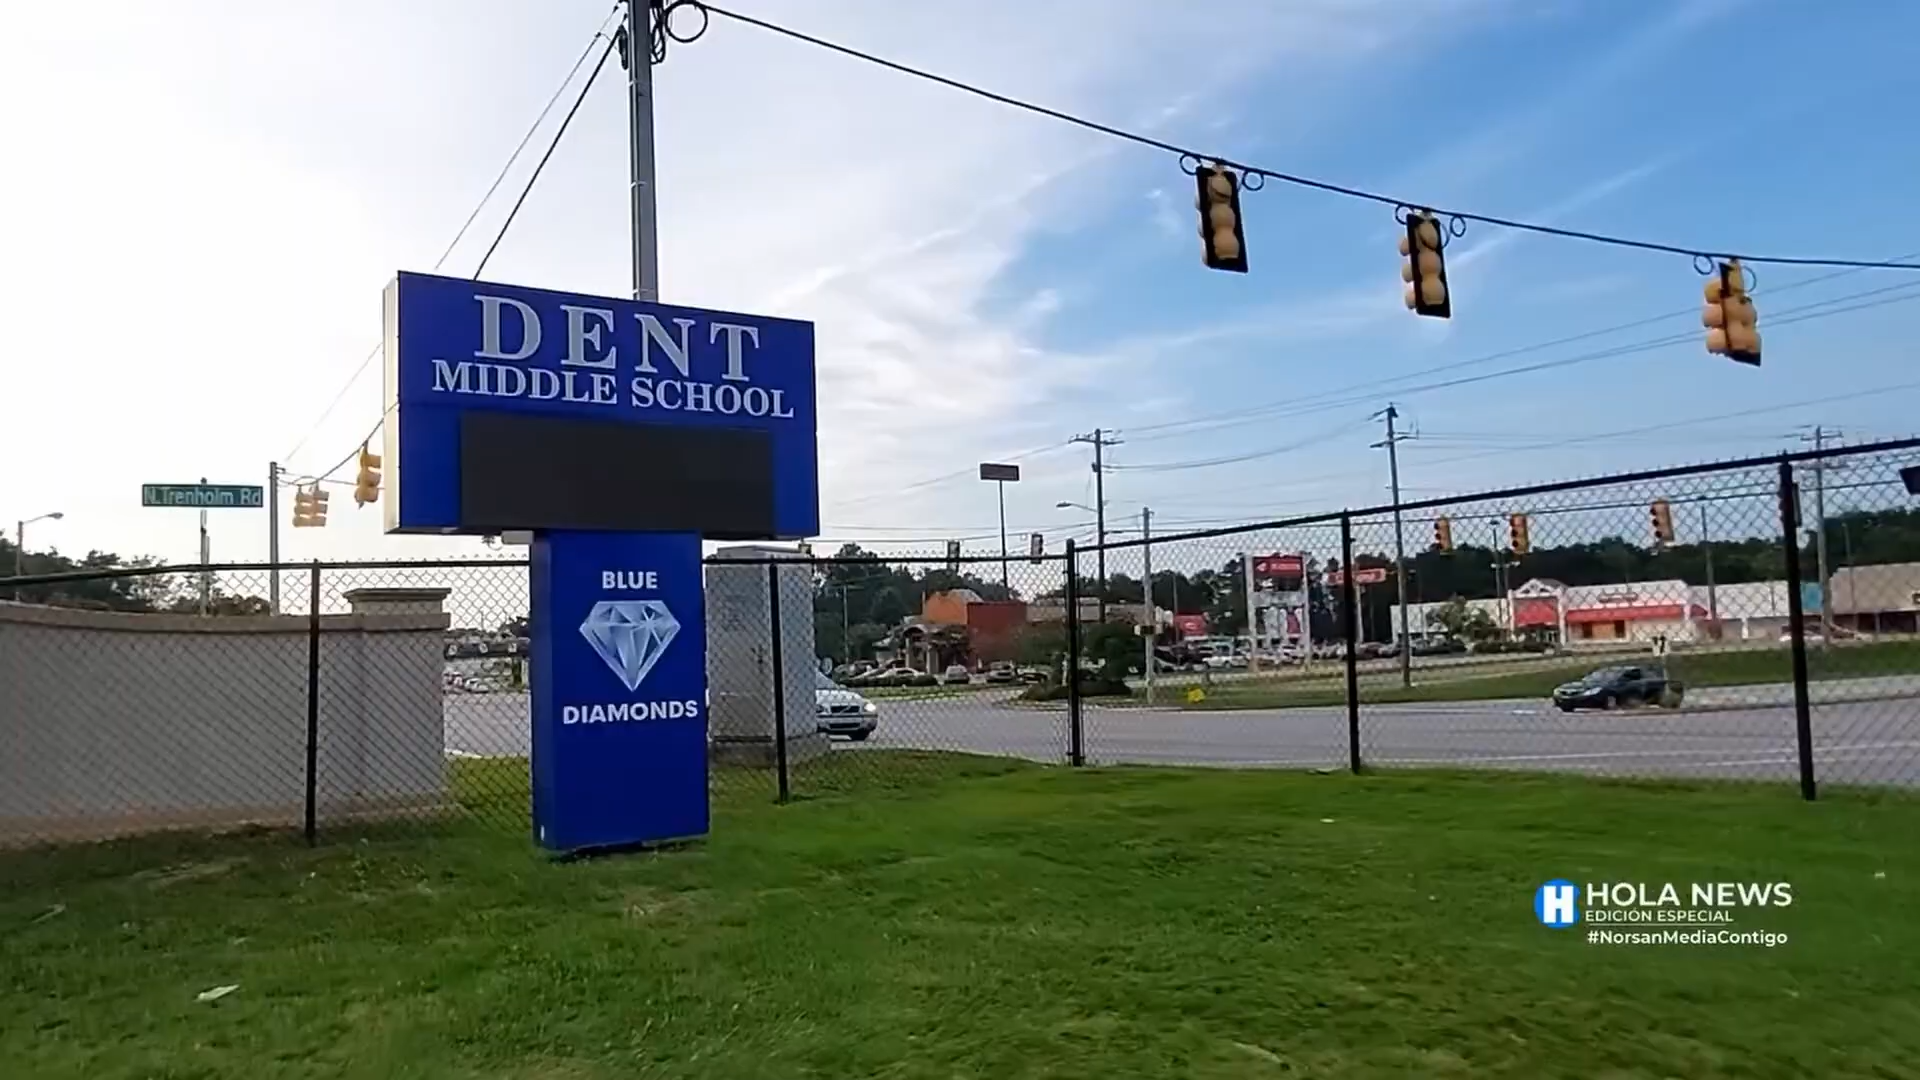 DENT
MIDDLE SCHOOL
N.Trenholm Rd
BLUE
DIAMONDS
H HOLA NEWS
EDICIÓN ESPECIAL
#NorsanMediaContigo